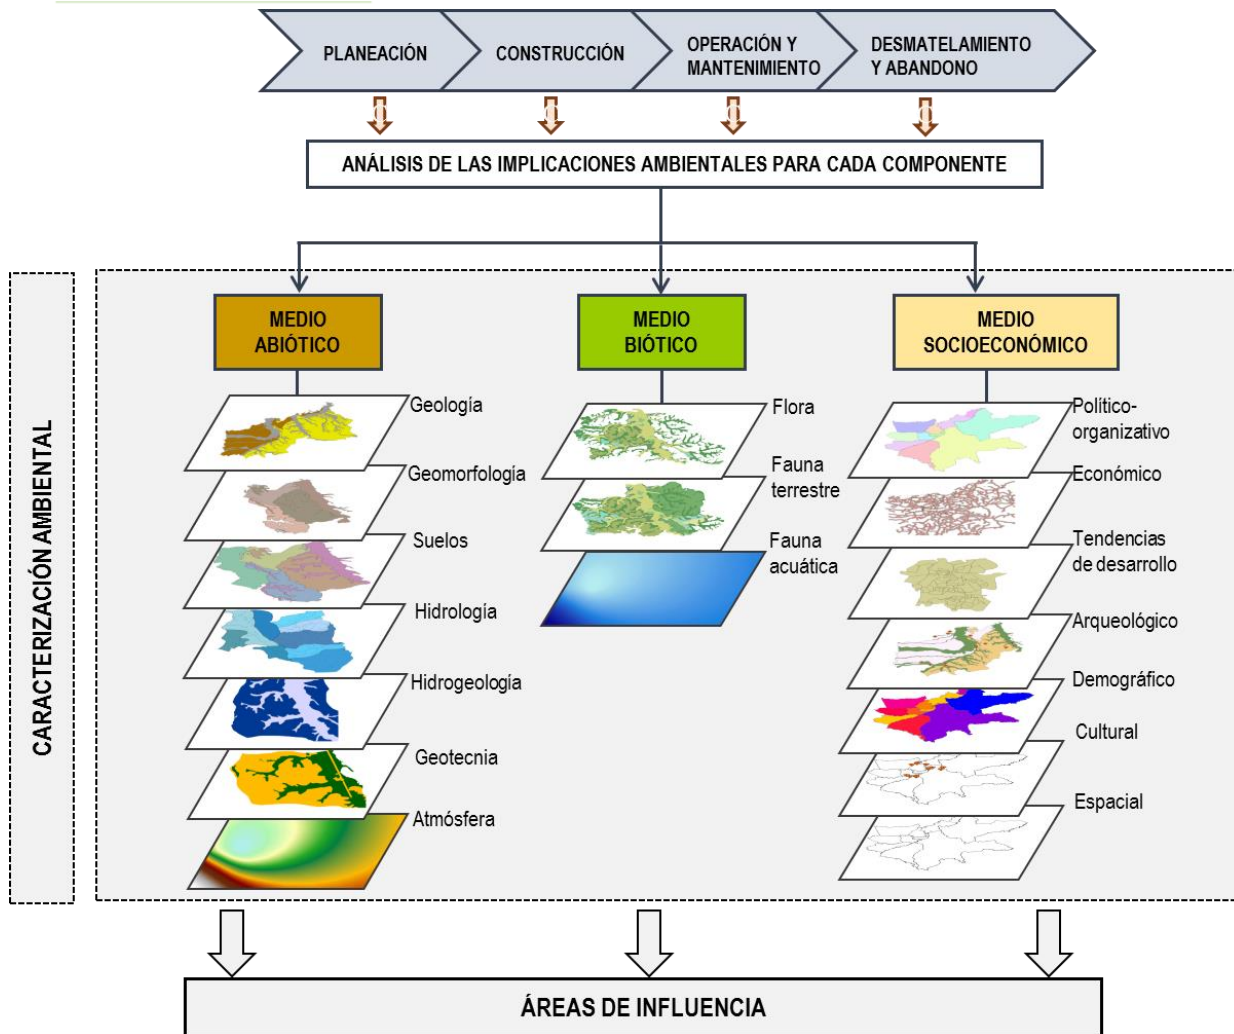 PLANEACIÓN
CONSTRUCCIÓN
OPERACIÓN Y
MANTENIMIENTO
DESMATELAMIENTO
Y ABANDONO
ANÁLISIS DE LAS IMPLICACIONES AMBIENTALES PARA CADA COMPONENTE
CARACTERIZACIÓN AMBIENTAL
MEDIO
ABIÓTICO
Geología
Geomorfología
Suelos
Hidrología
Hidrogeología
Geotecnia
Atmósfera
MEDIO
BIÓTICO
Flora
Fauna
terrestre
Fauna
acuática
MEDIO
SOCIOECONÓMICO
Político-
organizativo
Económico
Tendencias
de desarrollo
Arqueológico
Demográfico
Cultural
Espacial
ÁREAS DE INFLUENCIA